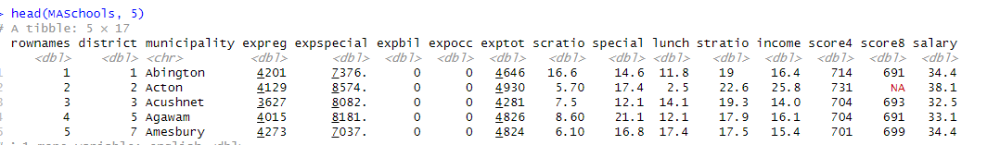 > head(MASchools, 5)
# A tibble: 5 × 17
rownames district municipality expreg expspecial expbil expocc exptot scratio special lunch stratio income score4 score8 salary
<dbl> <dbl> <chr> <dbl> <dbl> <dbl> <dbl> <dbl> <dbl> <dbl> <dbl> <dbl> <dbl> <dbl> <dbl> <dbl>
1 1 1 Abington 4201 7376. 0 0 4646 16.6 14.6 11.8 19 16.4 714 691 34.4
2 2 2 Acton 4129 8574. 0 0 4930 5.70 17.4 2.5 22.6 25.8 731 NA 38.1
3 3 3 Acushnet 3627 8082. 0 0 4281 7.5 12.1 14.1 19.3 14.0 704 693 32.5
4 4 5 Agawam 4015 8181. 0 0 4826 8.60 21.1 12.1 17.9 16.1 704 691 33.1
5 5 7 Amesbury 4273 7037. 0 0 4824 6.10 16.8 17.4 17.5 15.4 701 699 34.4